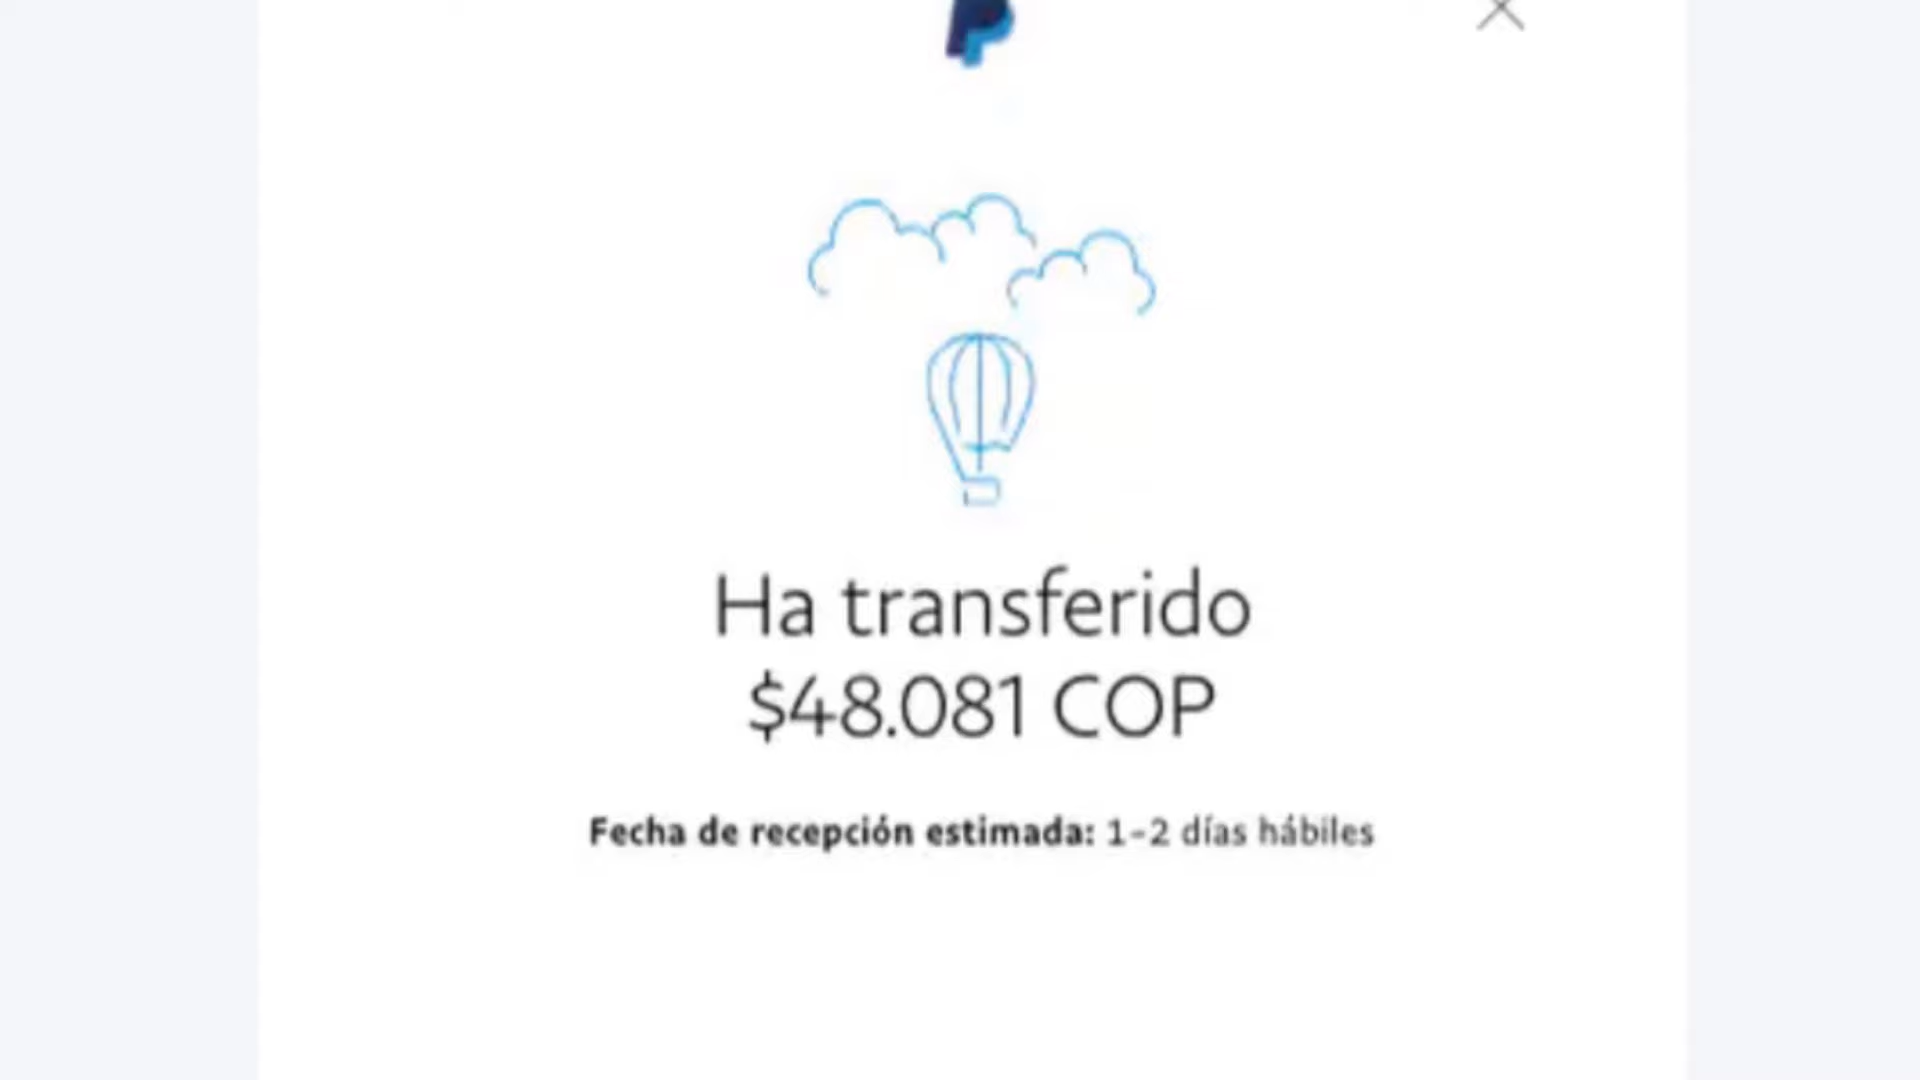 Ha transferido
$48.081 COP
Fecha de recepción estimada: 1-2 días hábiles